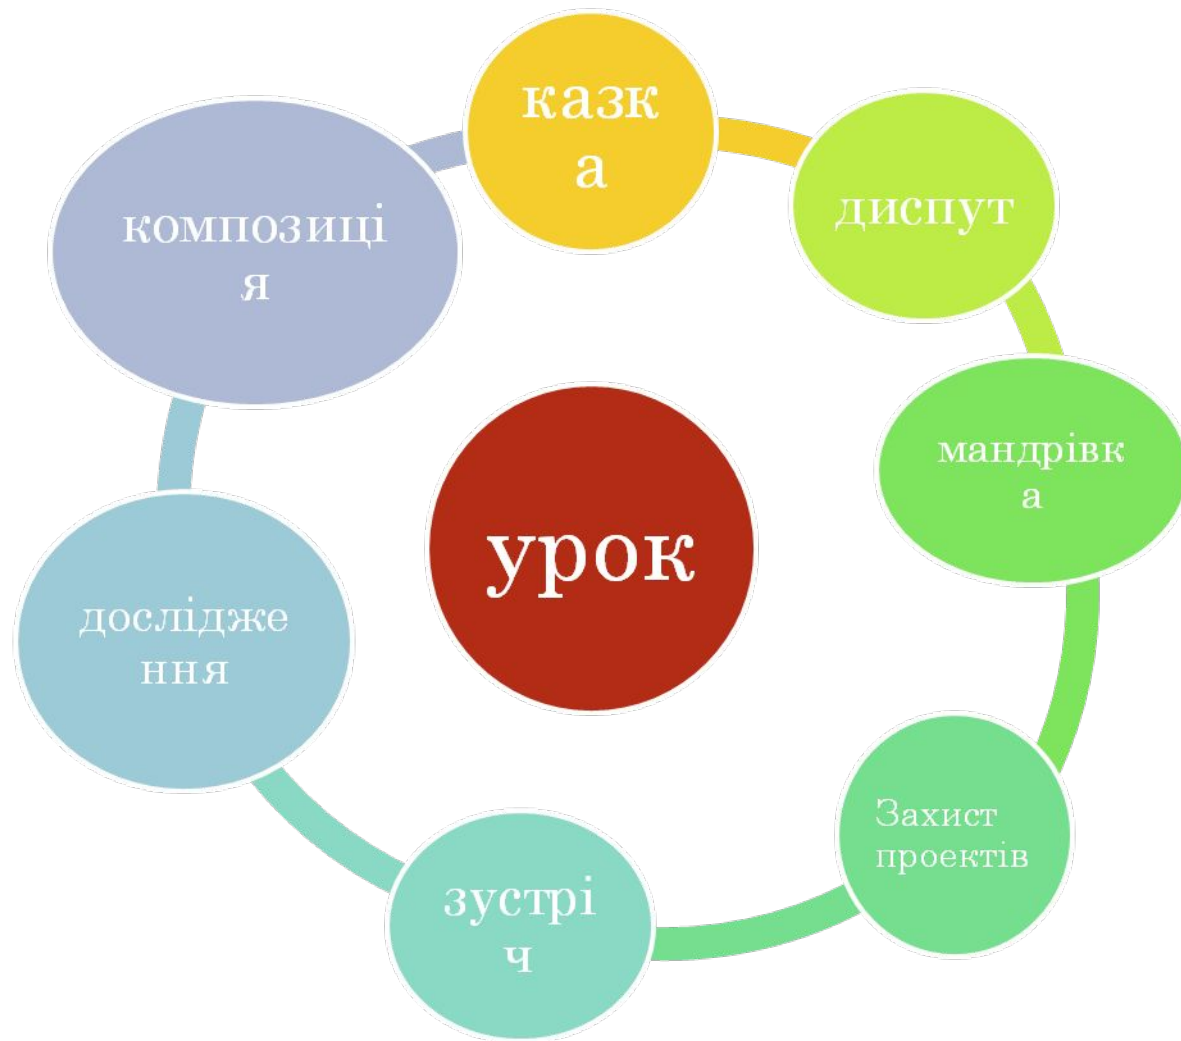 казк
а
диспут
мандрівк
а
Захист
проектів
зустрі
ч
дослідже
ння
композиці
я
урок